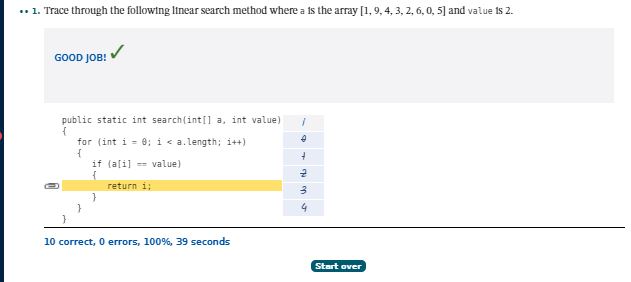 •• 1. Trace through the following linear search method where a is the array [1, 9, 4, 3, 2, 6, 0, 5] and value is 2.
GOOD JOB! ✓
public static int search(int[] a, int value) i
{
for (int i = 0; i < a.length; i++) 0
{ 1
if (a[i] == value)
{ 2
return i; 3
}
} 4
}
10 correct, 0 errors, 100%, 39 seconds
Start over